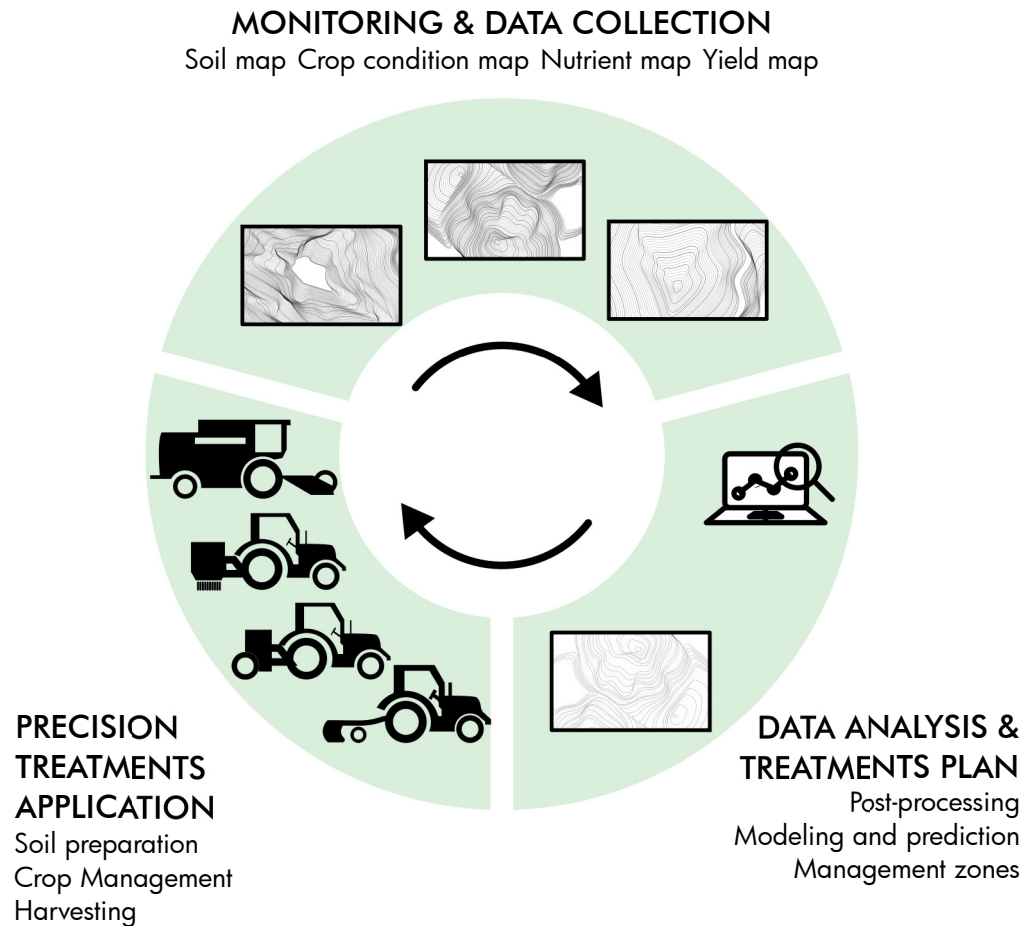 MONITORING & DATA COLLECTION
Soil map Crop condition map Nutrient map Yield map
PRECISION
TREATMENTS
APPLICATION
Soil preparation
Crop Management
Harvesting
DATA ANALYSIS &
TREATMENTS PLAN
Post-processing
Modeling and prediction
Management zones